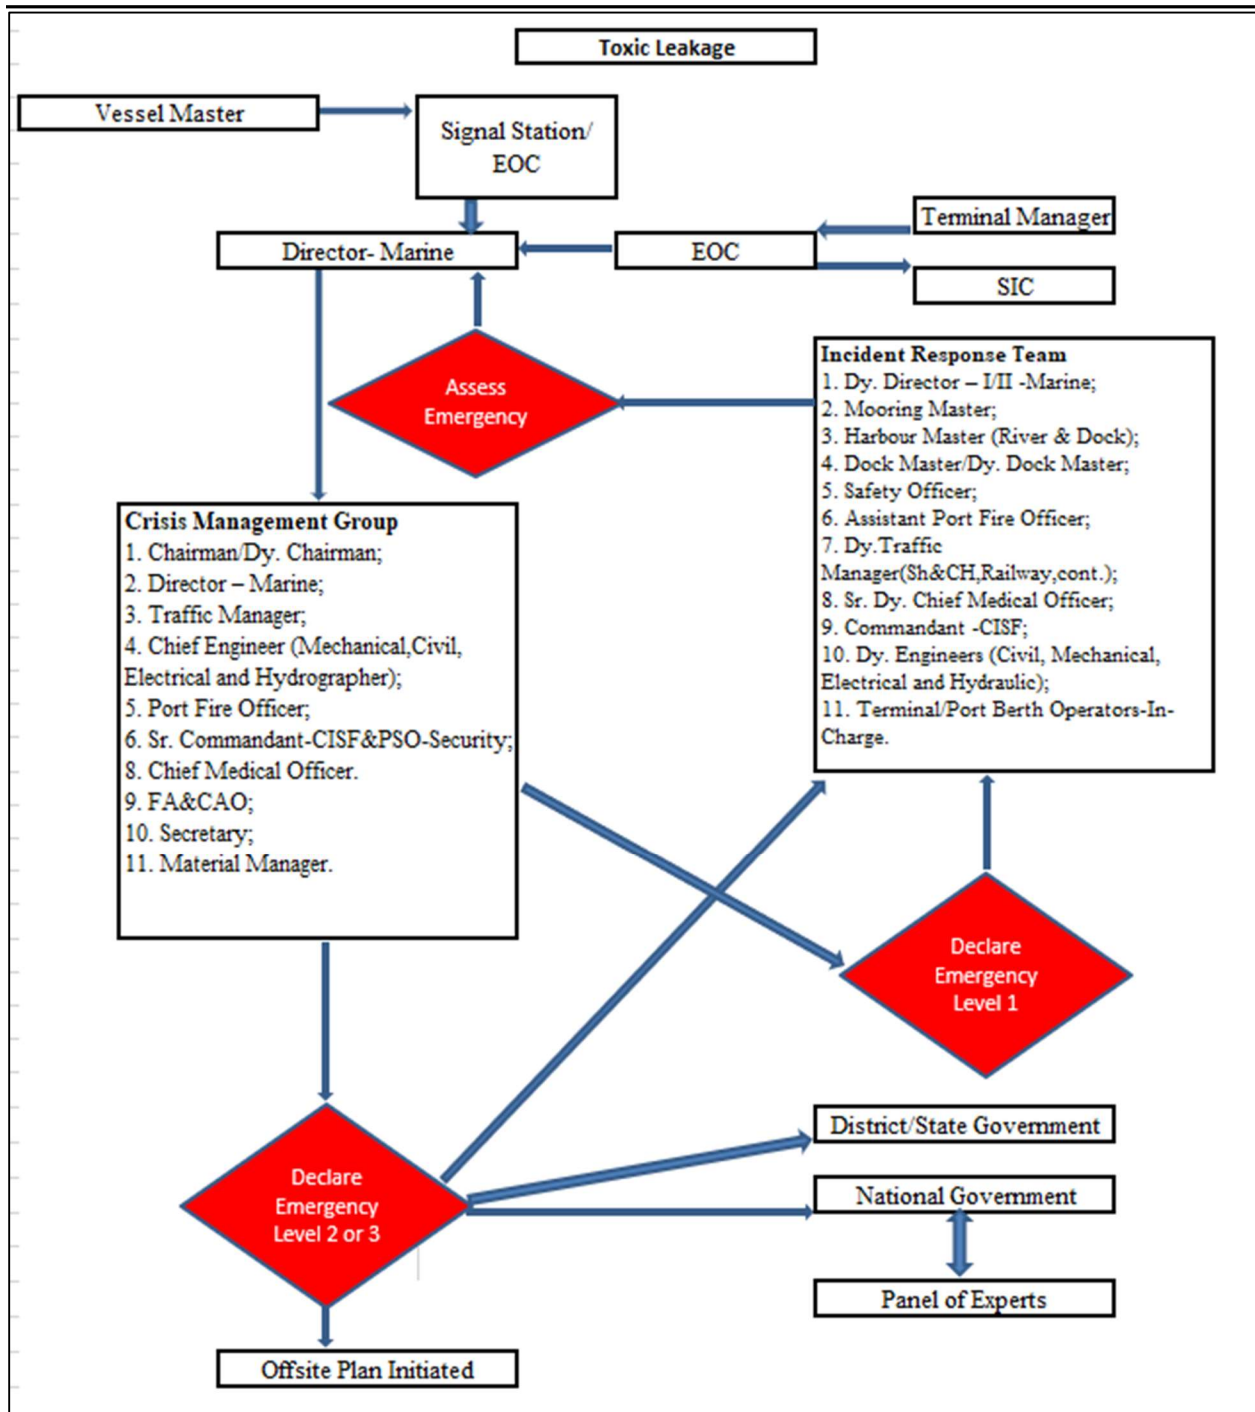 Toxic Leakage
Vessel Master
Signal Station/
EOC
Terminal Manager
Director- Marine
EOC
SIC
Assess
Emergency
Incident Response Team
1. Dy. Director – I/II -Marine;
2. Mooring Master;
3. Harbour Master (River & Dock);
4. Dock Master/Dy. Dock Master;
5. Safety Officer;
6. Assistant Port Fire Officer;
7. Dy.Traffic
Manager(Sh&CH,Railway,cont.);
8. Sr. Dy. Chief Medical Officer;
9. Commandant -CISF;
10. Dy. Engineers (Civil, Mechanical,
Electrical and Hydraulic);
11. Terminal/Port Berth Operators-In-
Charge.
Crisis Management Group
1. Chairman/Dy. Chairman;
2. Director – Marine;
3. Traffic Manager;
4. Chief Engineer (Mechanical,Civil,
Electrical and Hydrographer);
5. Port Fire Officer;
6. Sr. Commandant-CISF&PSO-Security;
8. Chief Medical Officer.
9. FA&CAO;
10. Secretary;
11. Material Manager.
Declare
Emergency
Level 1
Declare
Emergency
Level 2 or 3
District/State Government
National Government
Panel of Experts
Offsite Plan Initiated